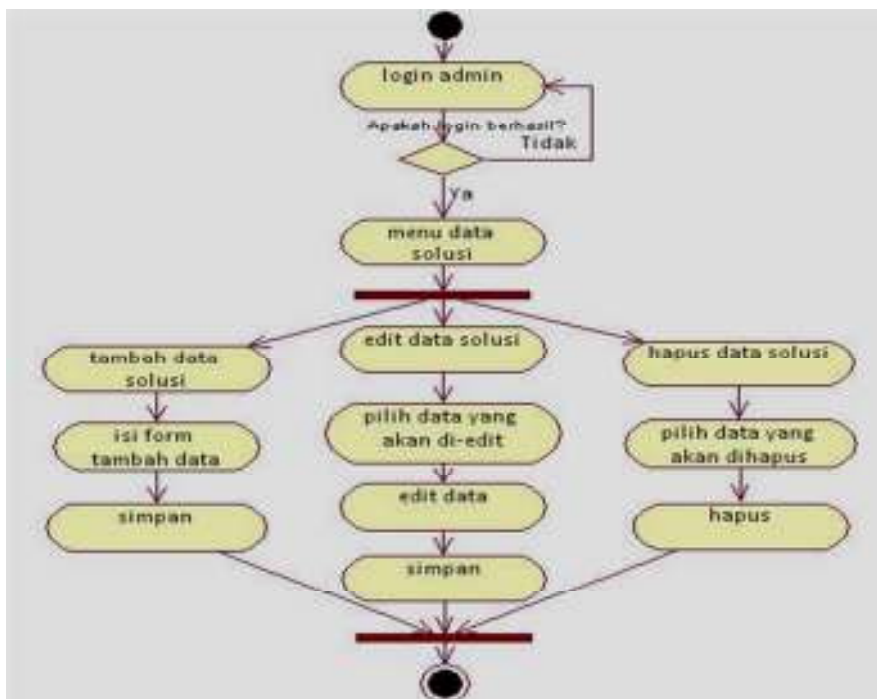 login admin
Apakah login berhasil?
Tidak
Ya
menu data
solusi
tambah data
solusi
isi form
tambah data
simpan
edit data solusi
pilih data yang
akan di-edit
edit data
simpan
hapus data solusi
pilih data yang
akan dihapus
hapus